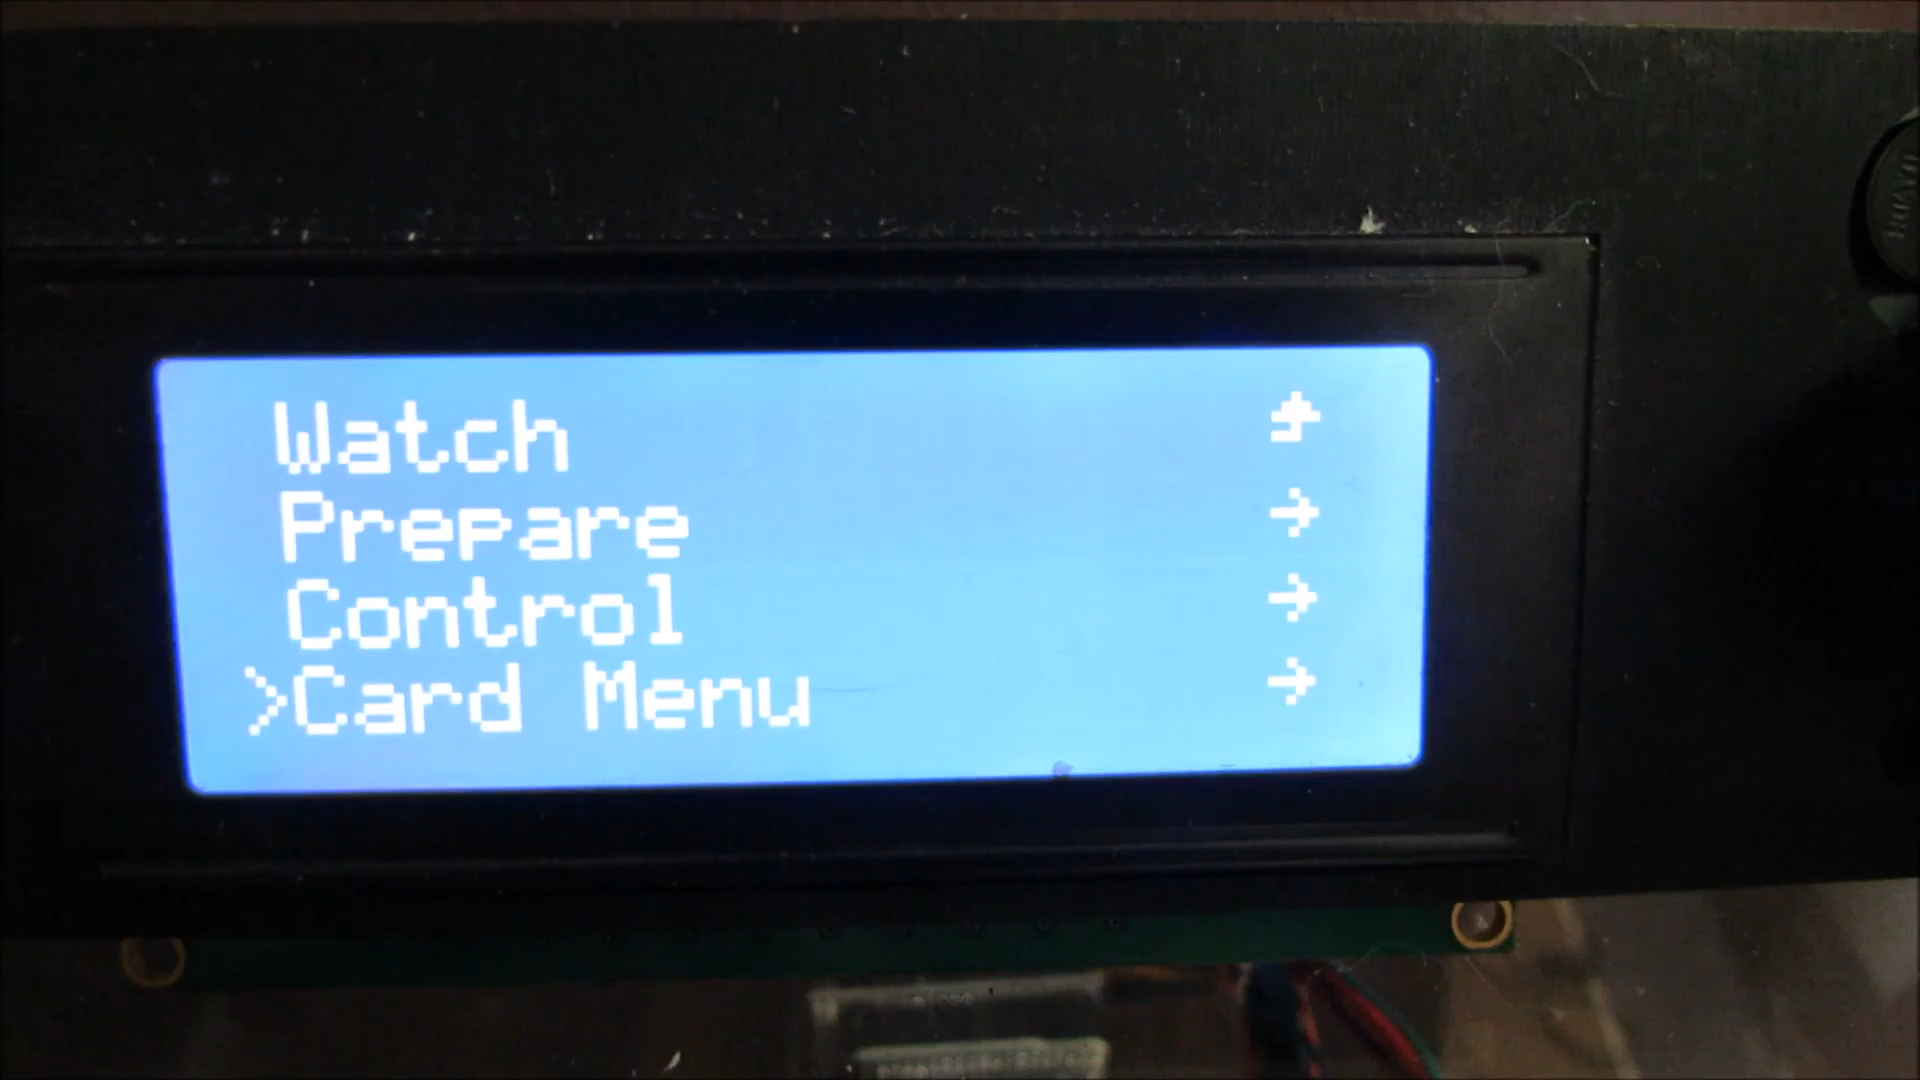 Watch
Prepare →
Control →
>Card Menu →